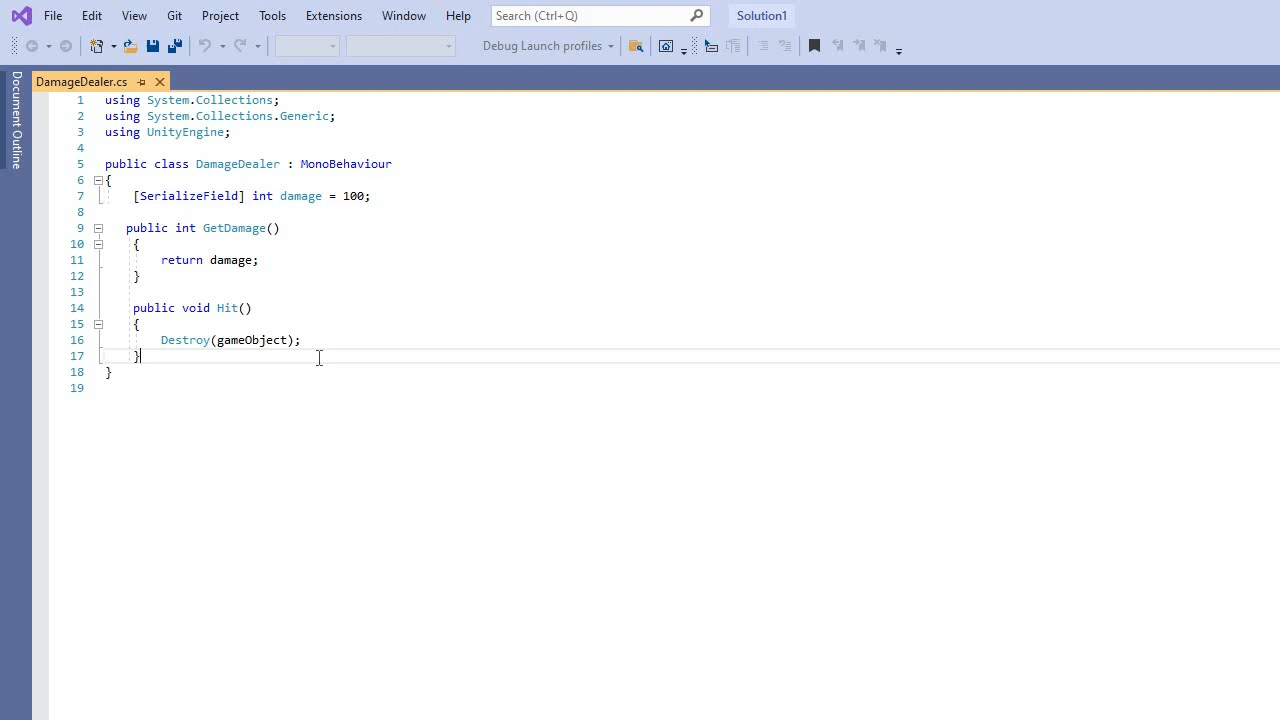 File Edit View Git Project Tools Extensions Window Help Search (Ctrl+Q) Solution1
Debug Launch profiles
Document Outline
DamageDealer.cs
1 using System.Collections;
2 using System.Collections.Generic;
3 using UnityEngine;
4
5 public class DamageDealer : MonoBehaviour
6 {
7 [SerializeField] int damage = 100;
8
9 public int GetDamage()
10 {
11 return damage;
12 }
13
14 public void Hit()
15 {
16 Destroy(gameObject);
17 }
18 }
19